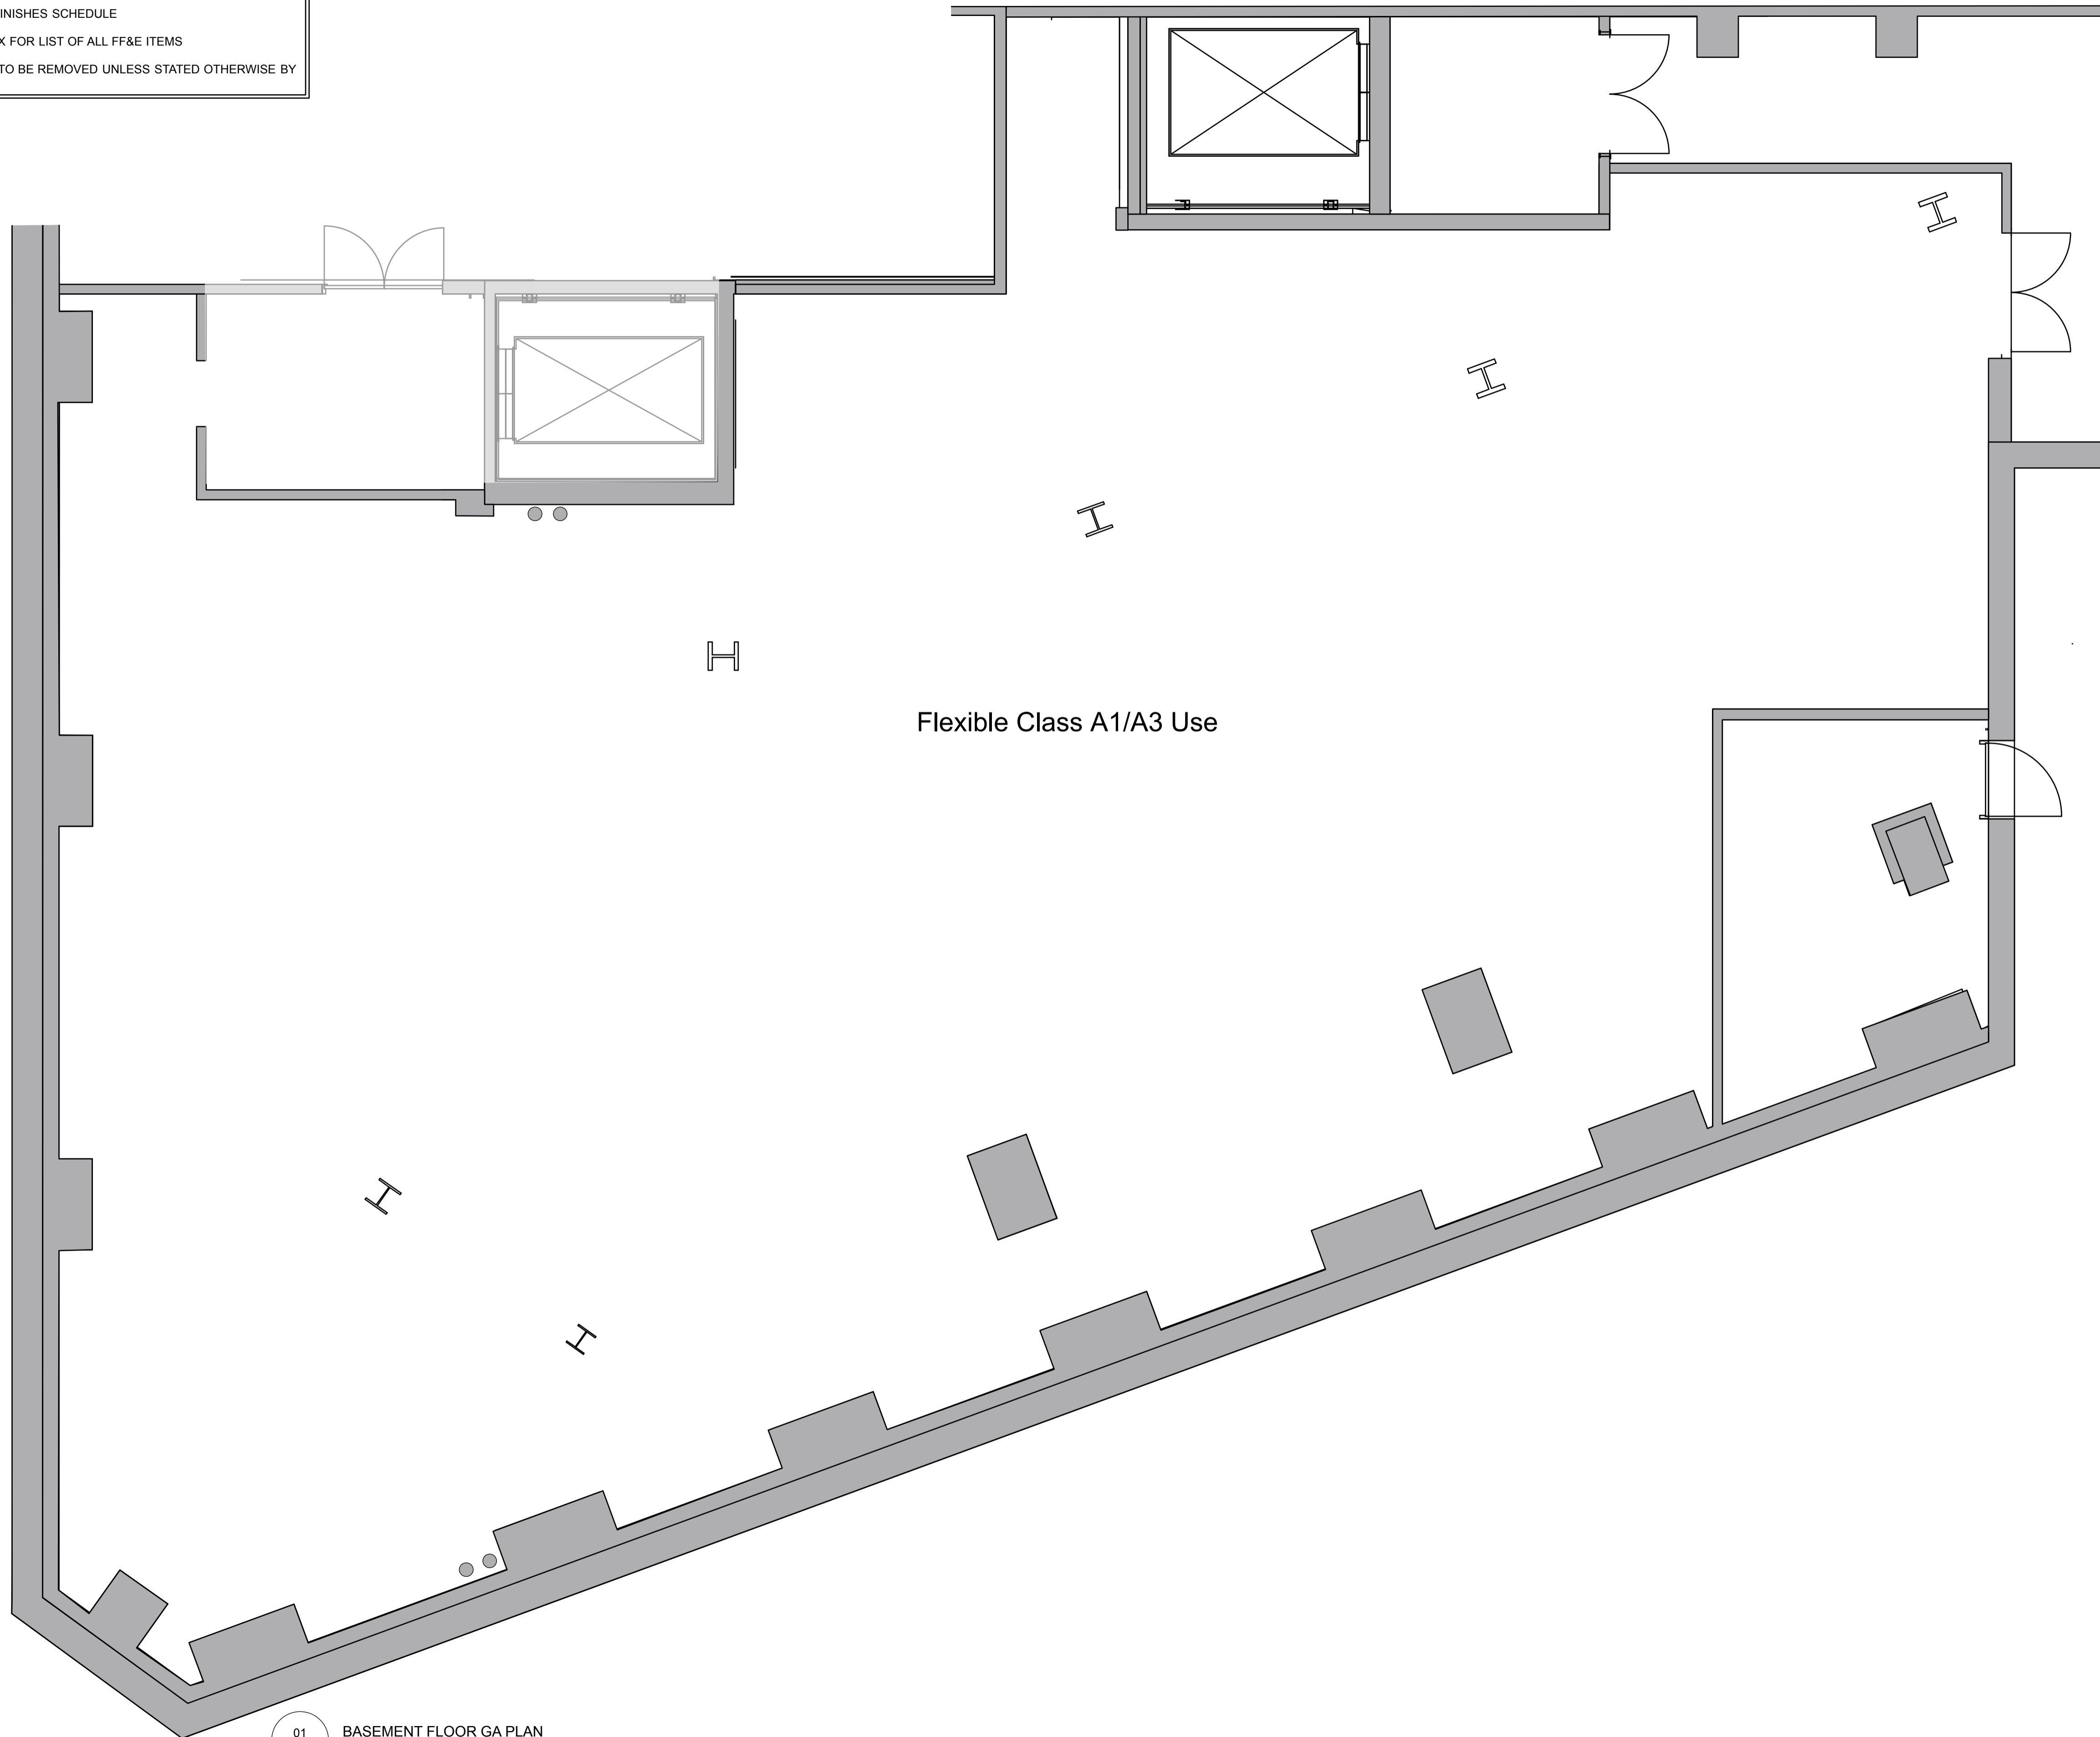 INISHES SCHEDULE
X FOR LIST OF ALL FF&E ITEMS
TO BE REMOVED UNLESS STATED OTHERWISE BY
Flexible Class A1/A3 Use
01
BASEMENT FLOOR GA PLAN